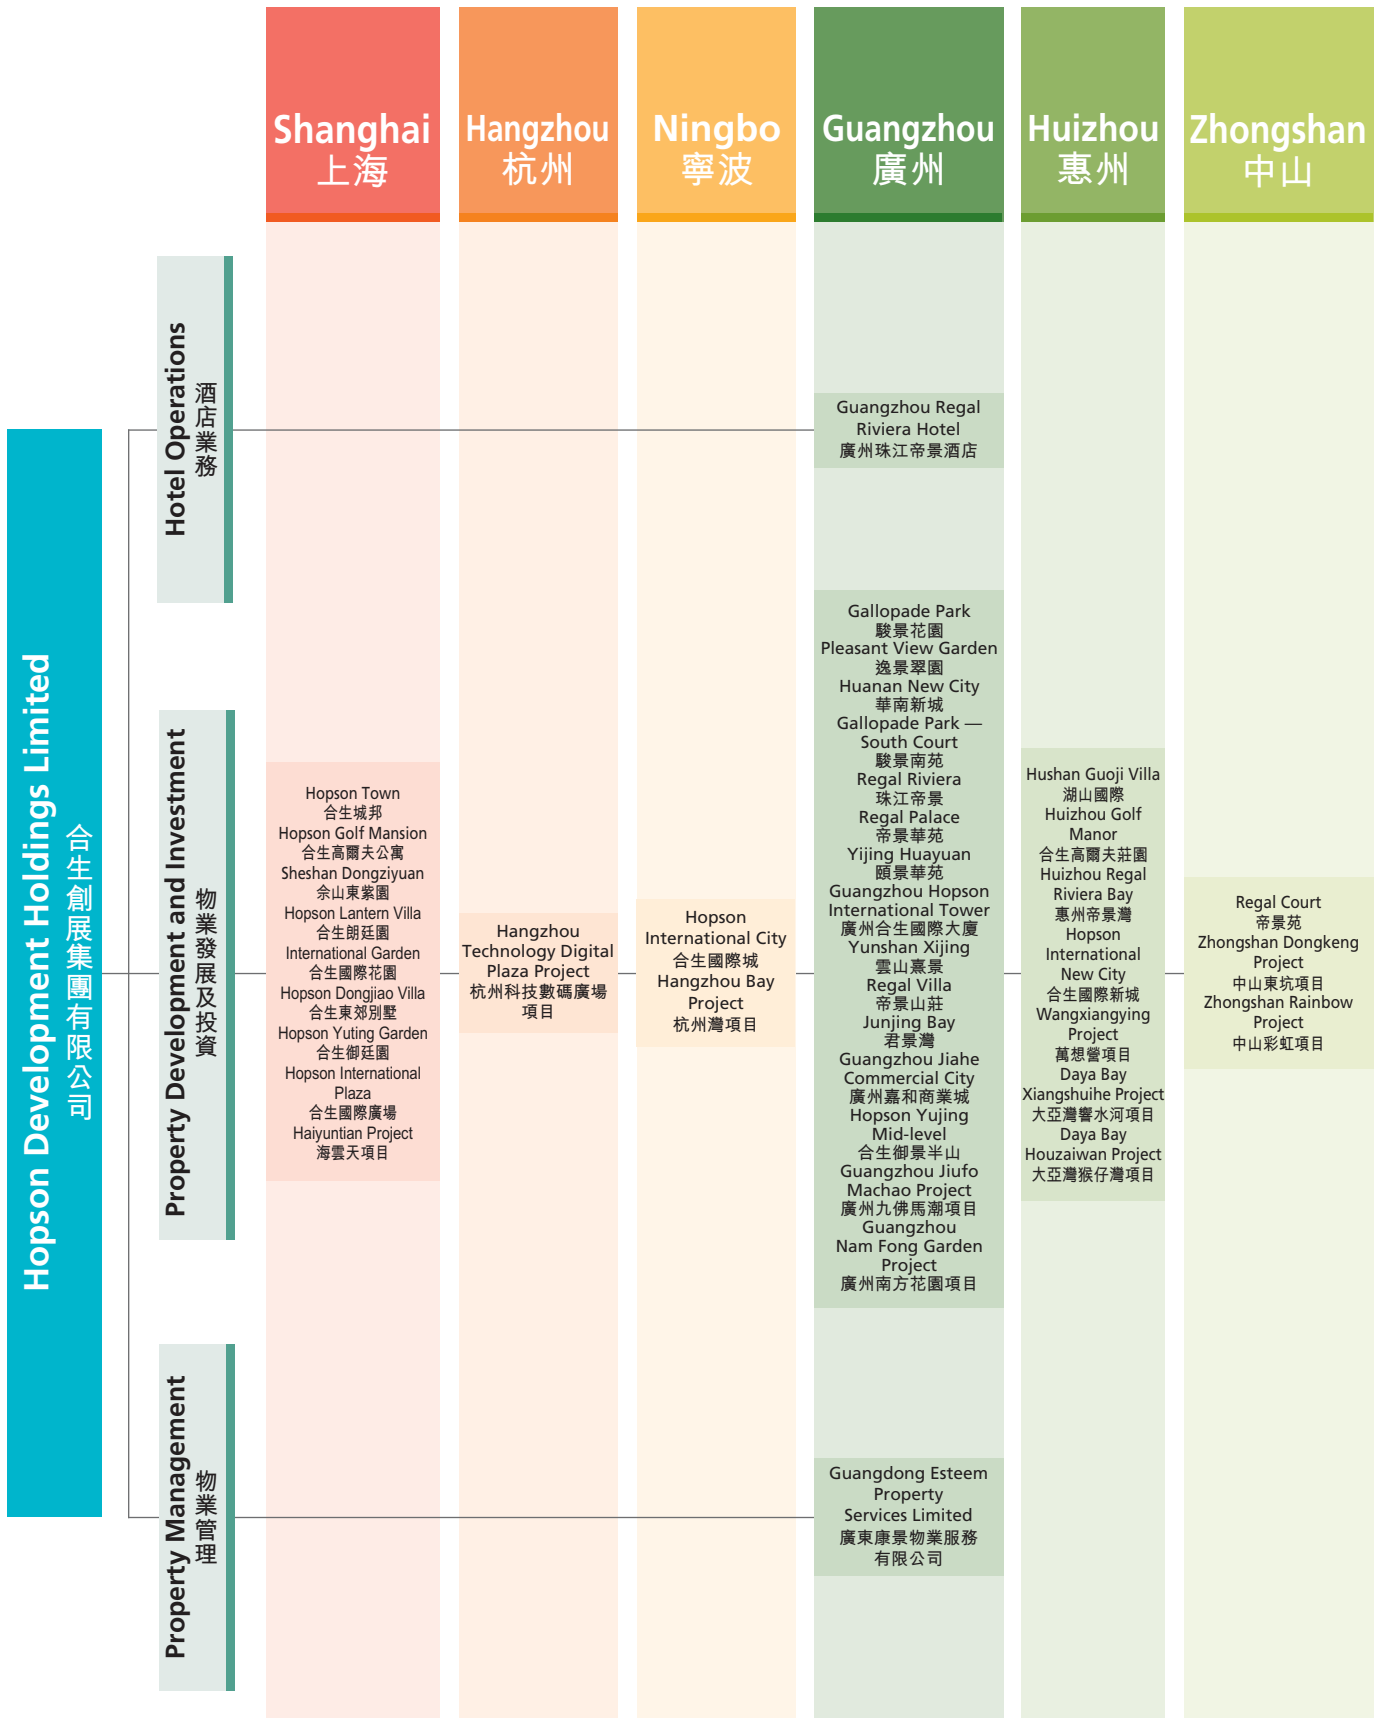 Shanghai
上海
Hangzhou
杭州
Ningbo
寧波
Guangzhou
廣州
Huizhou
惠州
Zhongshan
中山
Hopson Development Holdings Limited
合生創展集團有限公司
Hotel Operations
酒店業務
Guangzhou Regal
Riviera Hotel
廣州珠江帝景酒店
Property Development and Investment
物業發展及投資
Hopson Town
合生城邦
Hopson Golf Mansion
合生高爾夫公寓
Sheshan Dongziyuan
佘山東紫園
Hopson Lantern Villa
合生朗廷園
International Garden
合生國際花園
Hopson Dongjiao Villa
合生東郊別墅
Hopson Yuting Garden
合生御廷園
Hopson International
Plaza
合生國際廣場
Haiyuntian Project
海雲天項目
Hangzhou
Technology Digital
Plaza Project
杭州科技數碼廣場
項目
Hopson
International City
合生國際城
Hangzhou Bay
Project
杭州灣項目
Gallopade Park
駿景花園
Pleasant View Garden
逸景翠園
Huanan New City
華南新城
Gallopade Park —
South Court
駿景南苑
Regal Riviera
珠江帝景
Regal Palace
帝景華苑
Yijing Huayuan
頤景華苑
Guangzhou Hopson
International Tower
廣州合生國際大廈
Yunshan Xijing
雲山熹景
Regal Villa
帝景山莊
Junjing Bay
君景灣
Guangzhou Jiahe
Commercial City
廣州嘉和商業城
Hopson Yujing
Mid-level
合生御景半山
Guangzhou Jiufo
Machao Project
廣州九佛馬潮項目
Guangzhou
Nam Fong Garden
Project
廣州南方花園項目
Hushan Guoji Villa
湖山國際
Huizhou Golf
Manor
合生高爾夫莊園
Huizhou Regal
Riviera Bay
惠州帝景灣
Hopson
International
New City
合生國際新城
Wangxiangying
Project
萬想營項目
Daya Bay
Xiangshuihe Project
大亞灣響水河項目
Daya Bay
Houzaiwan Project
大亞灣猴仔灣項目
Regal Court
帝景苑
Zhongshan Dongkeng
Project
中山東坑項目
Zhongshan Rainbow
Project
中山彩虹項目
Property Management
物業管理
Guangdong Esteem
Property
Services Limited
廣東康景物業服務
有限公司